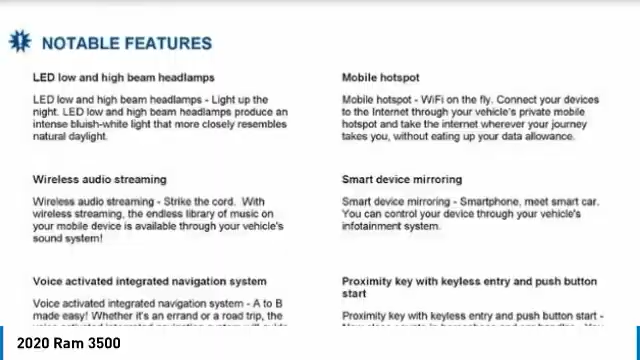 NOTABLE FEATURES
LED low and high beam headlamps
LED low and high beam headlamps - Light up the
night. LED low and high beam headlamps produce an
intense bluish-white light that more closely resembles
natural daylight.
Mobile hotspot
Mobile hotspot - WiFi on the fly. Connect your devices
to the Internet through your vehicle's private mobile
hotspot and take the internet wherever your journey
takes you, without eating up your data allowance.
Wireless audio streaming
Wireless audio streaming - Strike the cord. With
wireless streaming, the endless library of music on
your mobile device is available through your vehicle's
sound system!
Smart device mirroring
Smart device mirroring - Smartphone, meet smart car.
You can control your device through your vehicle's
infotainment system.
Voice activated integrated navigation system
Voice activated integrated navigation system - A to B
made easy! Whether it's an errand or a road trip, the
Proximity key with keyless entry and push button
start
Proximity key with keyless entry and push button start -
2020 Ram 3500